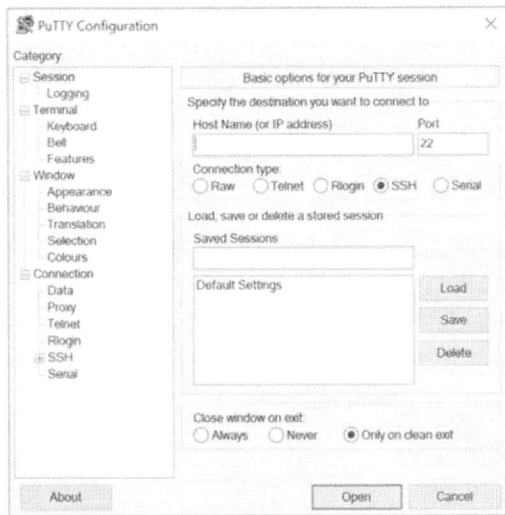 PuTTY Configuration
Category:
Session
Logging
Terminal
Keyboard
Bell
Features
Window
Appearance
Behaviour
Translation
Selection
Colours
Connection
Data
Proxy
Telnet
Rlogin
SSH
Serial
Basic options for your PuTTY session
Specify the destination you want to connect to
Host Name (or IP address) Port
22
Connection type:
Raw Telnet Rlogin SSH Serial
Load, save or delete a stored session
Saved Sessions
Default Settings
Load
Save
Delete
Close window on exit:
Always Never Only on clean exit
About Open Cancel